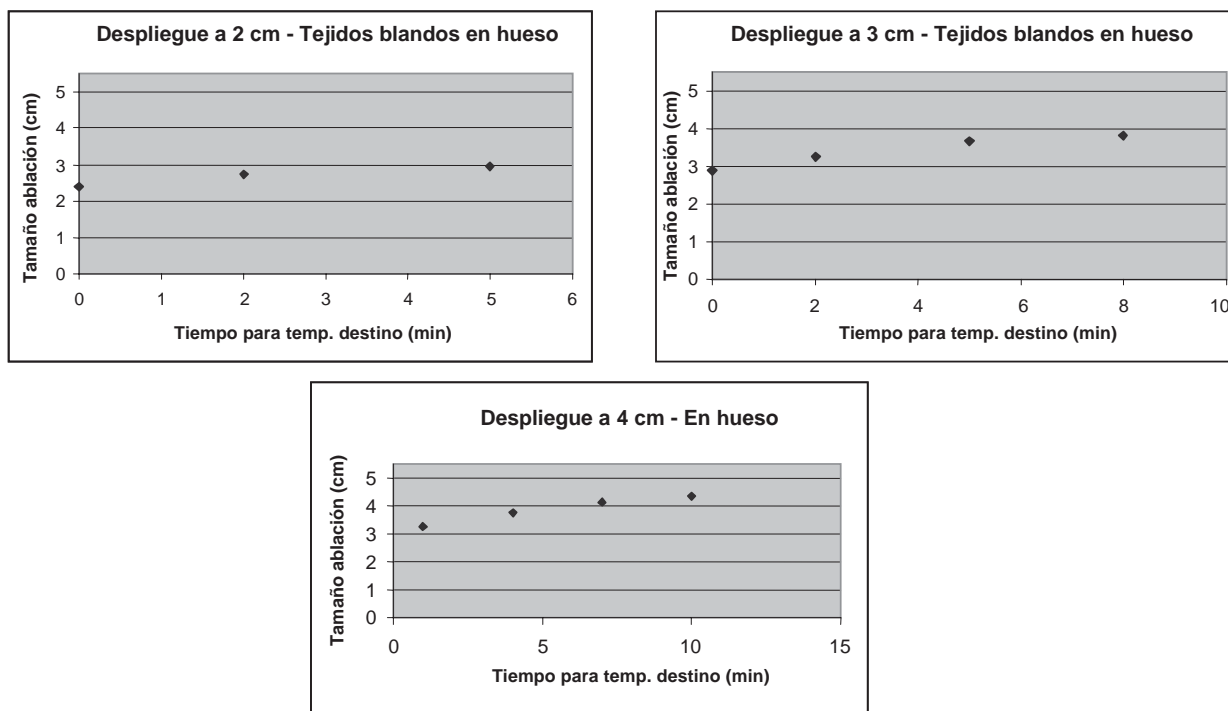 Despliegue a 2 cm - Tejidos blandos en hueso
Tamaño ablación (cm)
5
4
3
2
1
0
0 1 2 3 4 5 6
Tiempo para temp. destino (min)
Despliegue a 3 cm - Tejidos blandos en hueso
Tamaño ablación (cm)
5
4
3
2
1
0
0 2 4 6 8 10
Tiempo para temp. destino (min)
Despliegue a 4 cm - En hueso
Tamaño ablación (cm)
5
4
3
2
1
0
0 5 10 15
Tiempo para temp. destino (min)